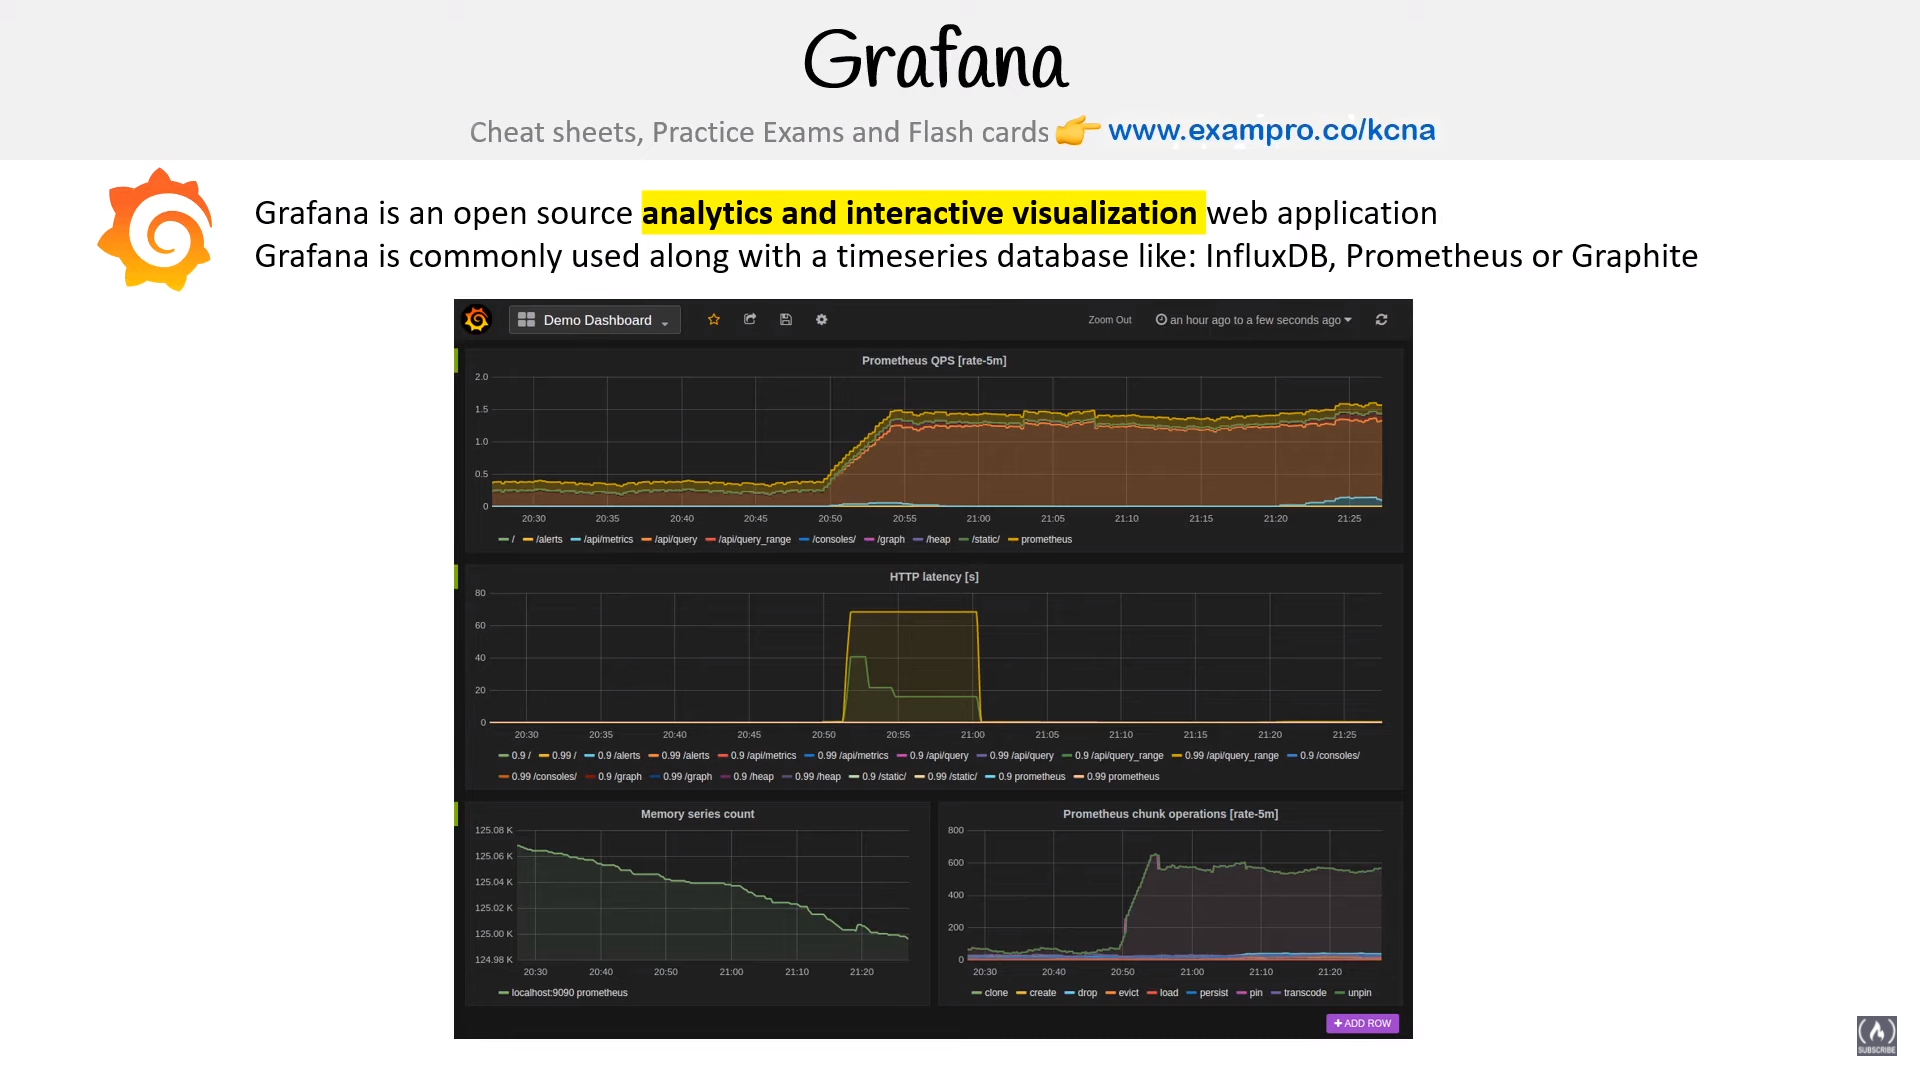 Grafana
Cheat sheets, Practice Exams and Flash cards 👉 www.exampro.co/kcna
Grafana is an open source analytics and interactive visualization web application
Grafana is commonly used along with a timeseries database like: InfluxDB, Prometheus or Graphite
Demo Dashboard
Zoom Out
an hour ago to a few seconds ago
Prometheus QPS [rate-5m]
2.0
1.5
1.0
0.5
0
20:30 20:35 20:40 20:45 20:50 20:55 21:00 21:05 21:10 21:15 21:20 21:25
/ /alerts /api/metrics /api/query /api/query_range /consoles/ /graph /heap /static/ prometheus
HTTP latency [s]
80
60
40
20
0
20:30 20:35 20:40 20:45 20:50 20:55 21:00 21:05 21:10 21:15 21:20 21:25
0.9 / 0.99 / 0.9 /alerts 0.99 /alerts 0.9 /api/metrics 0.99 /api/metrics 0.9 /api/query 0.99 /api/query 0.9 /api/query_range 0.99 /api/query_range 0.9 /consoles/
0.99 /consoles/ 0.9 /graph 0.99 /graph 0.9 /heap 0.99 /heap 0.9 /static/ 0.99 /static/ 0.9 prometheus 0.99 prometheus
Memory series count
125.08 K
125.06 K
125.04 K
125.02 K
125.00 K
124.98 K
20:30 20:40 20:50 21:00 21:10 21:20
localhost:9090 prometheus
Prometheus chunk operations [rate-5m]
800
600
400
200
0
20:30 20:40 20:50 21:00 21:10 21:20
clone create drop evict load persist pin transcode unpin
+ ADD ROW
SUBSCRIBE